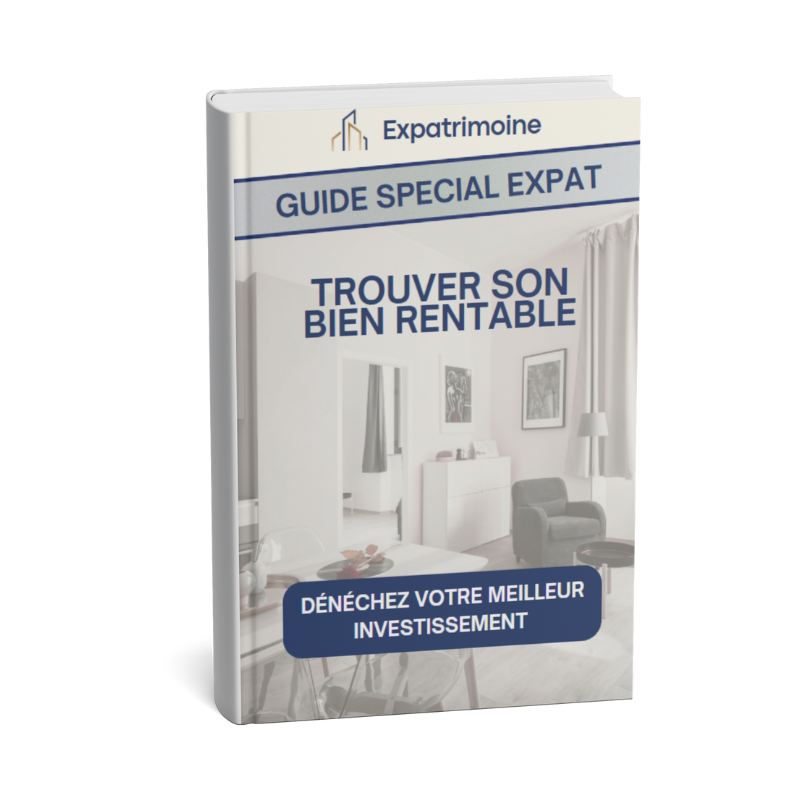 Expatrimoine
GUIDE SPECIAL EXPAT
TROUVER SON
BIEN RENTABLE
DÉNÉCHEZ VOTRE MEILLEUR
INVESTISSEMENT